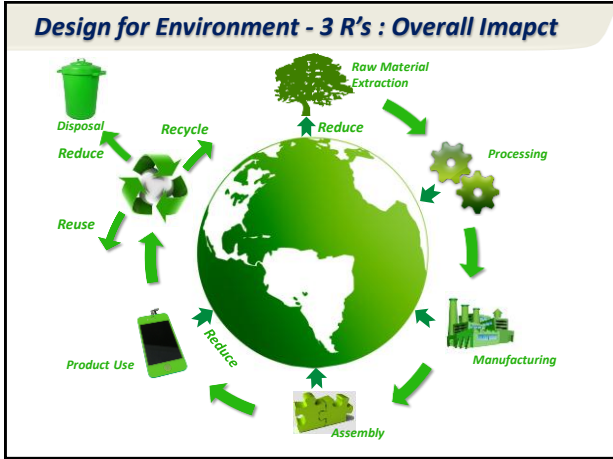 Design for Environment - 3 R's : Overall Imapct
Raw Material
Extraction
Disposal
Recycle
Reduce
Reduce
Processing
Reuse
Product Use
Reduce
Manufacturing
Assembly